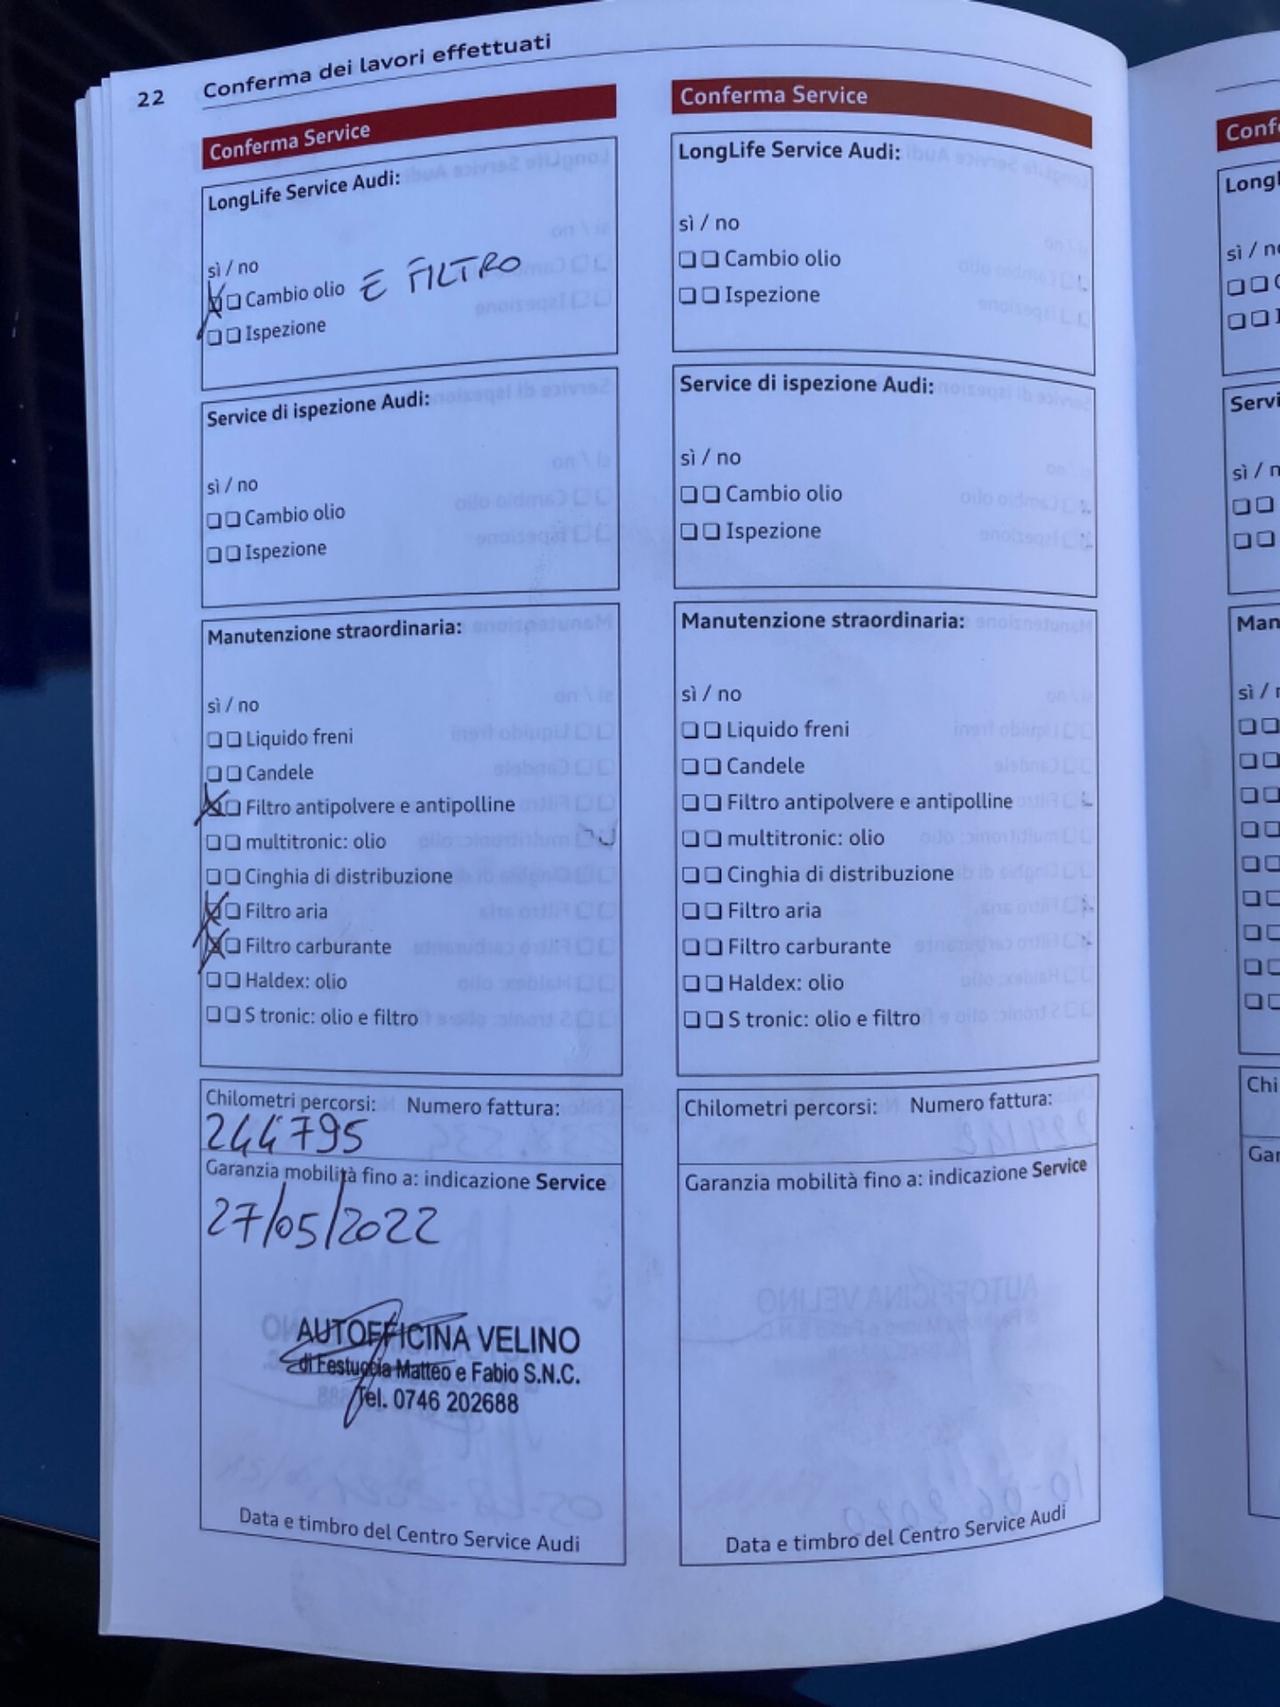 22 Conferma dei lavori effettuati
Conferma Service
LongLife Service Audi:
sì / no
Cambio olio E FILTRO
Ispezione
Service di ispezione Audi:
sì / no
Cambio olio
Ispezione
Manutenzione straordinaria:
sì / no
Liquido freni
Candele
Filtro antipolvere e antipolline
multitronic: olio
Cinghia di distribuzione
Filtro aria
Filtro carburante
Haldex: olio
S tronic: olio e filtro
Chilometri percorsi: Numero fattura:
244795
Garanzia mobilità fino a: indicazione Service
27/05/2022
AUTOFFICINA VELINO
di Festuccia Matteo e Fabio S.N.C.
Tel. 0746 202688
Data e timbro del Centro Service Audi
Conferma Service
LongLife Service Audi:
sì / no
Cambio olio
Ispezione
Service di ispezione Audi:
sì / no
Cambio olio
Ispezione
Manutenzione straordinaria:
sì / no
Liquido freni
Candele
Filtro antipolvere e antipolline
multitronic: olio
Cinghia di distribuzione
Filtro aria
Filtro carburante
Haldex: olio
S tronic: olio e filtro
Chilometri percorsi: Numero fattura:
Garanzia mobilità fino a: indicazione Service
Data e timbro del Centro Service Audi